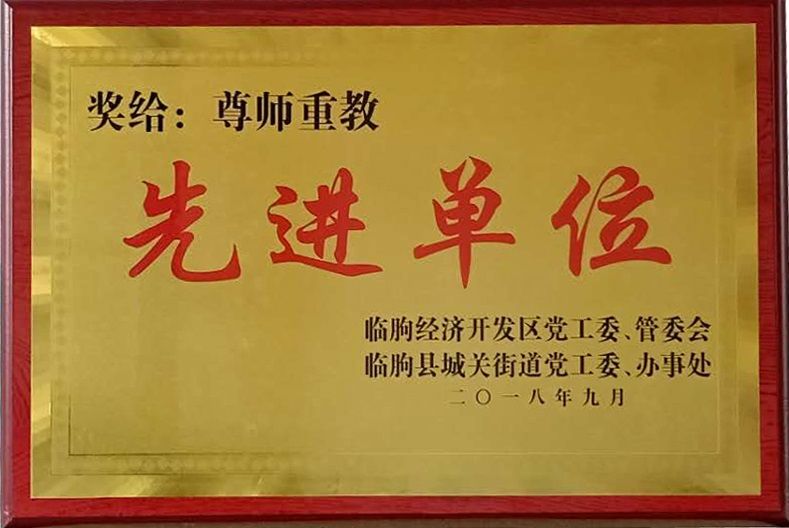 奖给：尊师重教
先进单位
临朐经济开发区党工委、管委会
临朐县城关街道党工委、办事处
二〇一八年九月